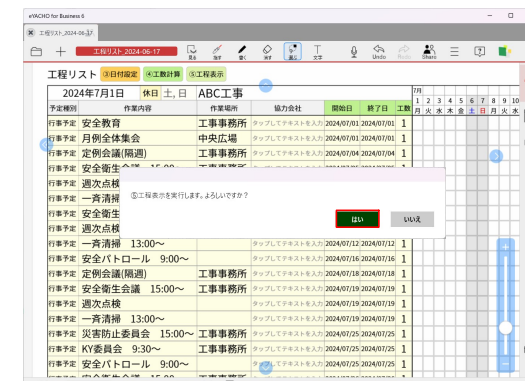 eYACHO for Business 6
工程リスト_2024-06-17
工程リスト_2024-06-17
見る
書く
消す
選ぶ
文字
Undo
Redo
Share
工程リスト ③日付設定 ④工数計算 ⑤工程表示
2024年7月1日 休日 土, 日 ABC工事
7/1
1 2 3 4 5 6 7 8 9 10
予定種別 作業内容 作業場所 協力会社 開始日 終了日 工数 月 火 水 木 金 土 日 月 火 水
行事予定 安全教育 工事事務所 タップしてテキストを入力 2024/07/01 2024/07/01 1
行事予定 月例全体集会 中央広場 タップしてテキストを入力 2024/07/01 2024/07/01 1
行事予定 定例会議(隔週) 工事事務所 タップしてテキストを入力 2024/07/04 2024/07/04 1
行事予定 安全衛生会議 15:00〜
行事予定 週次点検
行事予定 一斉清掃
行事予定 安全衛生
行事予定 週次点検
⑤工程表示を実行します。よろしいですか？
はい いいえ
行事予定 一斉清掃 13:00〜 タップしてテキストを入力 2024/07/12 2024/07/12 1
行事予定 安全パトロール 9:00〜 タップしてテキストを入力 2024/07/16 2024/07/16 1
行事予定 定例会議(隔週) 工事事務所 タップしてテキストを入力 2024/07/18 2024/07/18 1
行事予定 安全衛生会議 15:00〜 工事事務所 タップしてテキストを入力 2024/07/19 2024/07/19 1
行事予定 週次点検 タップしてテキストを入力 2024/07/19 2024/07/19 1
行事予定 一斉清掃 13:00〜 タップしてテキストを入力 2024/07/19 2024/07/19 1
行事予定 災害防止委員会 15:00〜 工事事務所 タップしてテキストを入力 2024/07/25 2024/07/25 1
行事予定 KY委員会 9:30〜 工事事務所 タップしてテキストを入力 2024/07/25 2024/07/25 1
行事予定 安全パトロール 9:00〜 タップしてテキストを入力 2024/07/25 2024/07/25 1